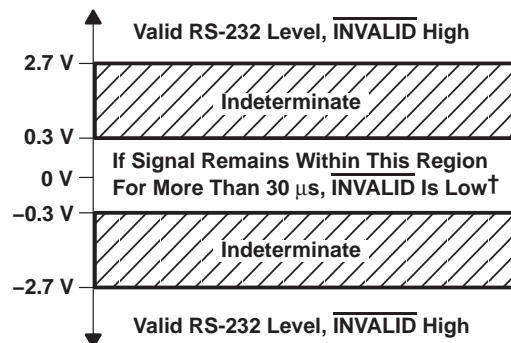 Valid RS-232 Level, INVALID High
2.7 V
Indeterminate
0.3 V
If Signal Remains Within This Region
0 V
For More Than 30 μs, INVALID Is Low†
–0.3 V
Indeterminate
–2.7 V
Valid RS-232 Level, INVALID High